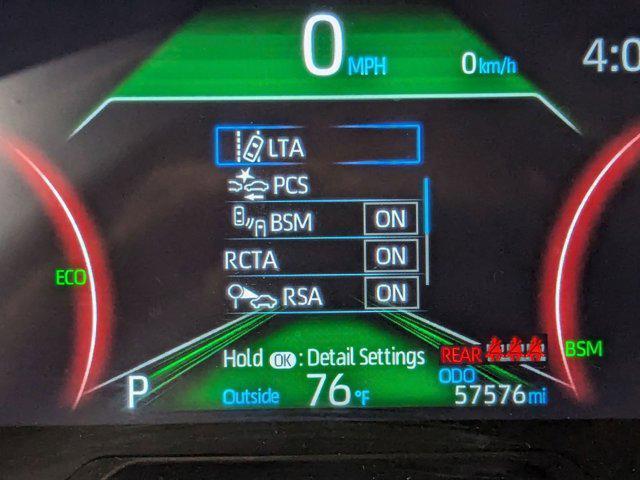 0 MPH 0 km/h 4:0
LTA
PCS
BSM ON
RCTA ON
ECO
RSA ON
Hold OK : Detail Settings REAR BSM
P Outside 76 °F ODO
57576 mi